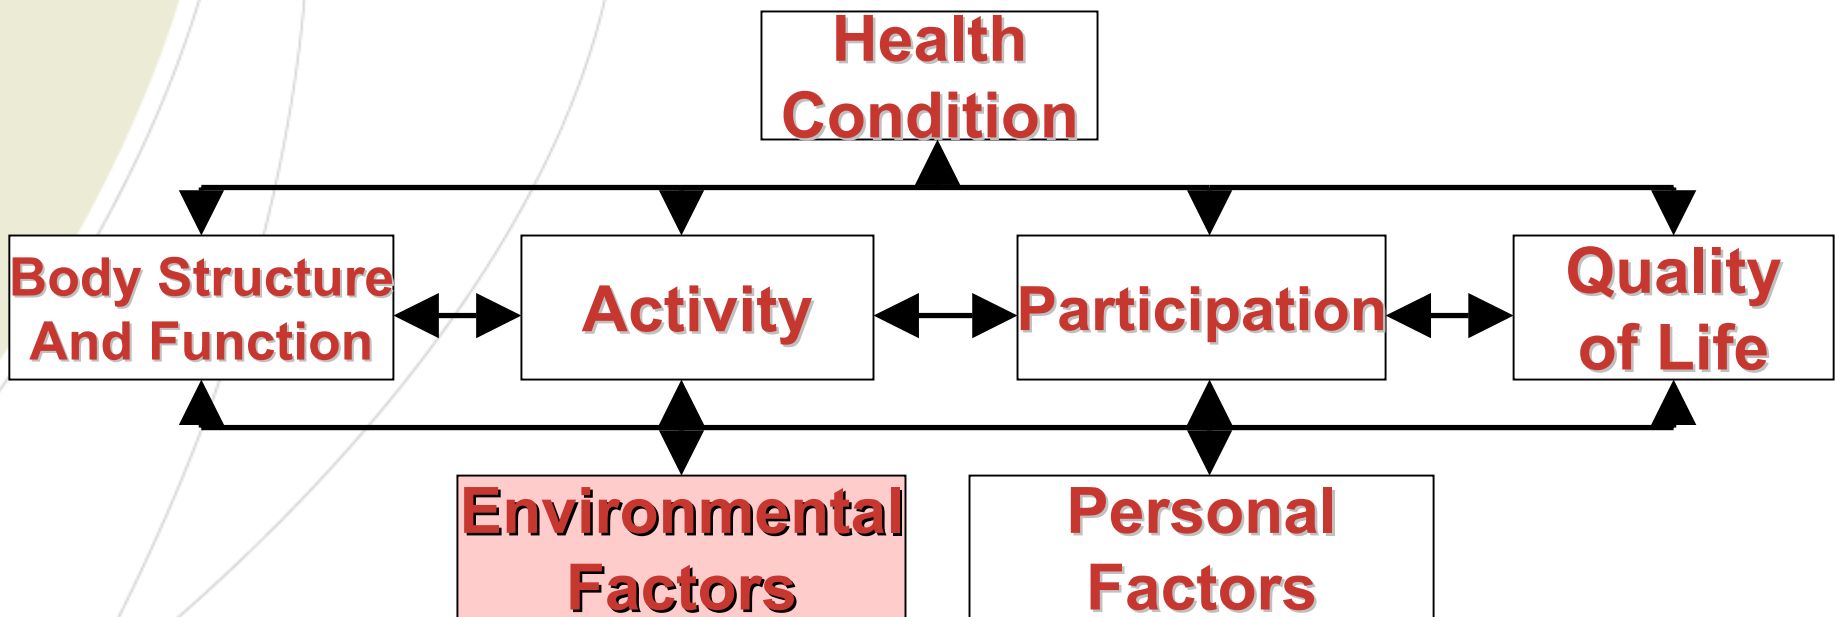 Health
Condition
Body Structure
And Function
Activity
Participation
Quality
of Life
Environmental
Factors
Personal
Factors